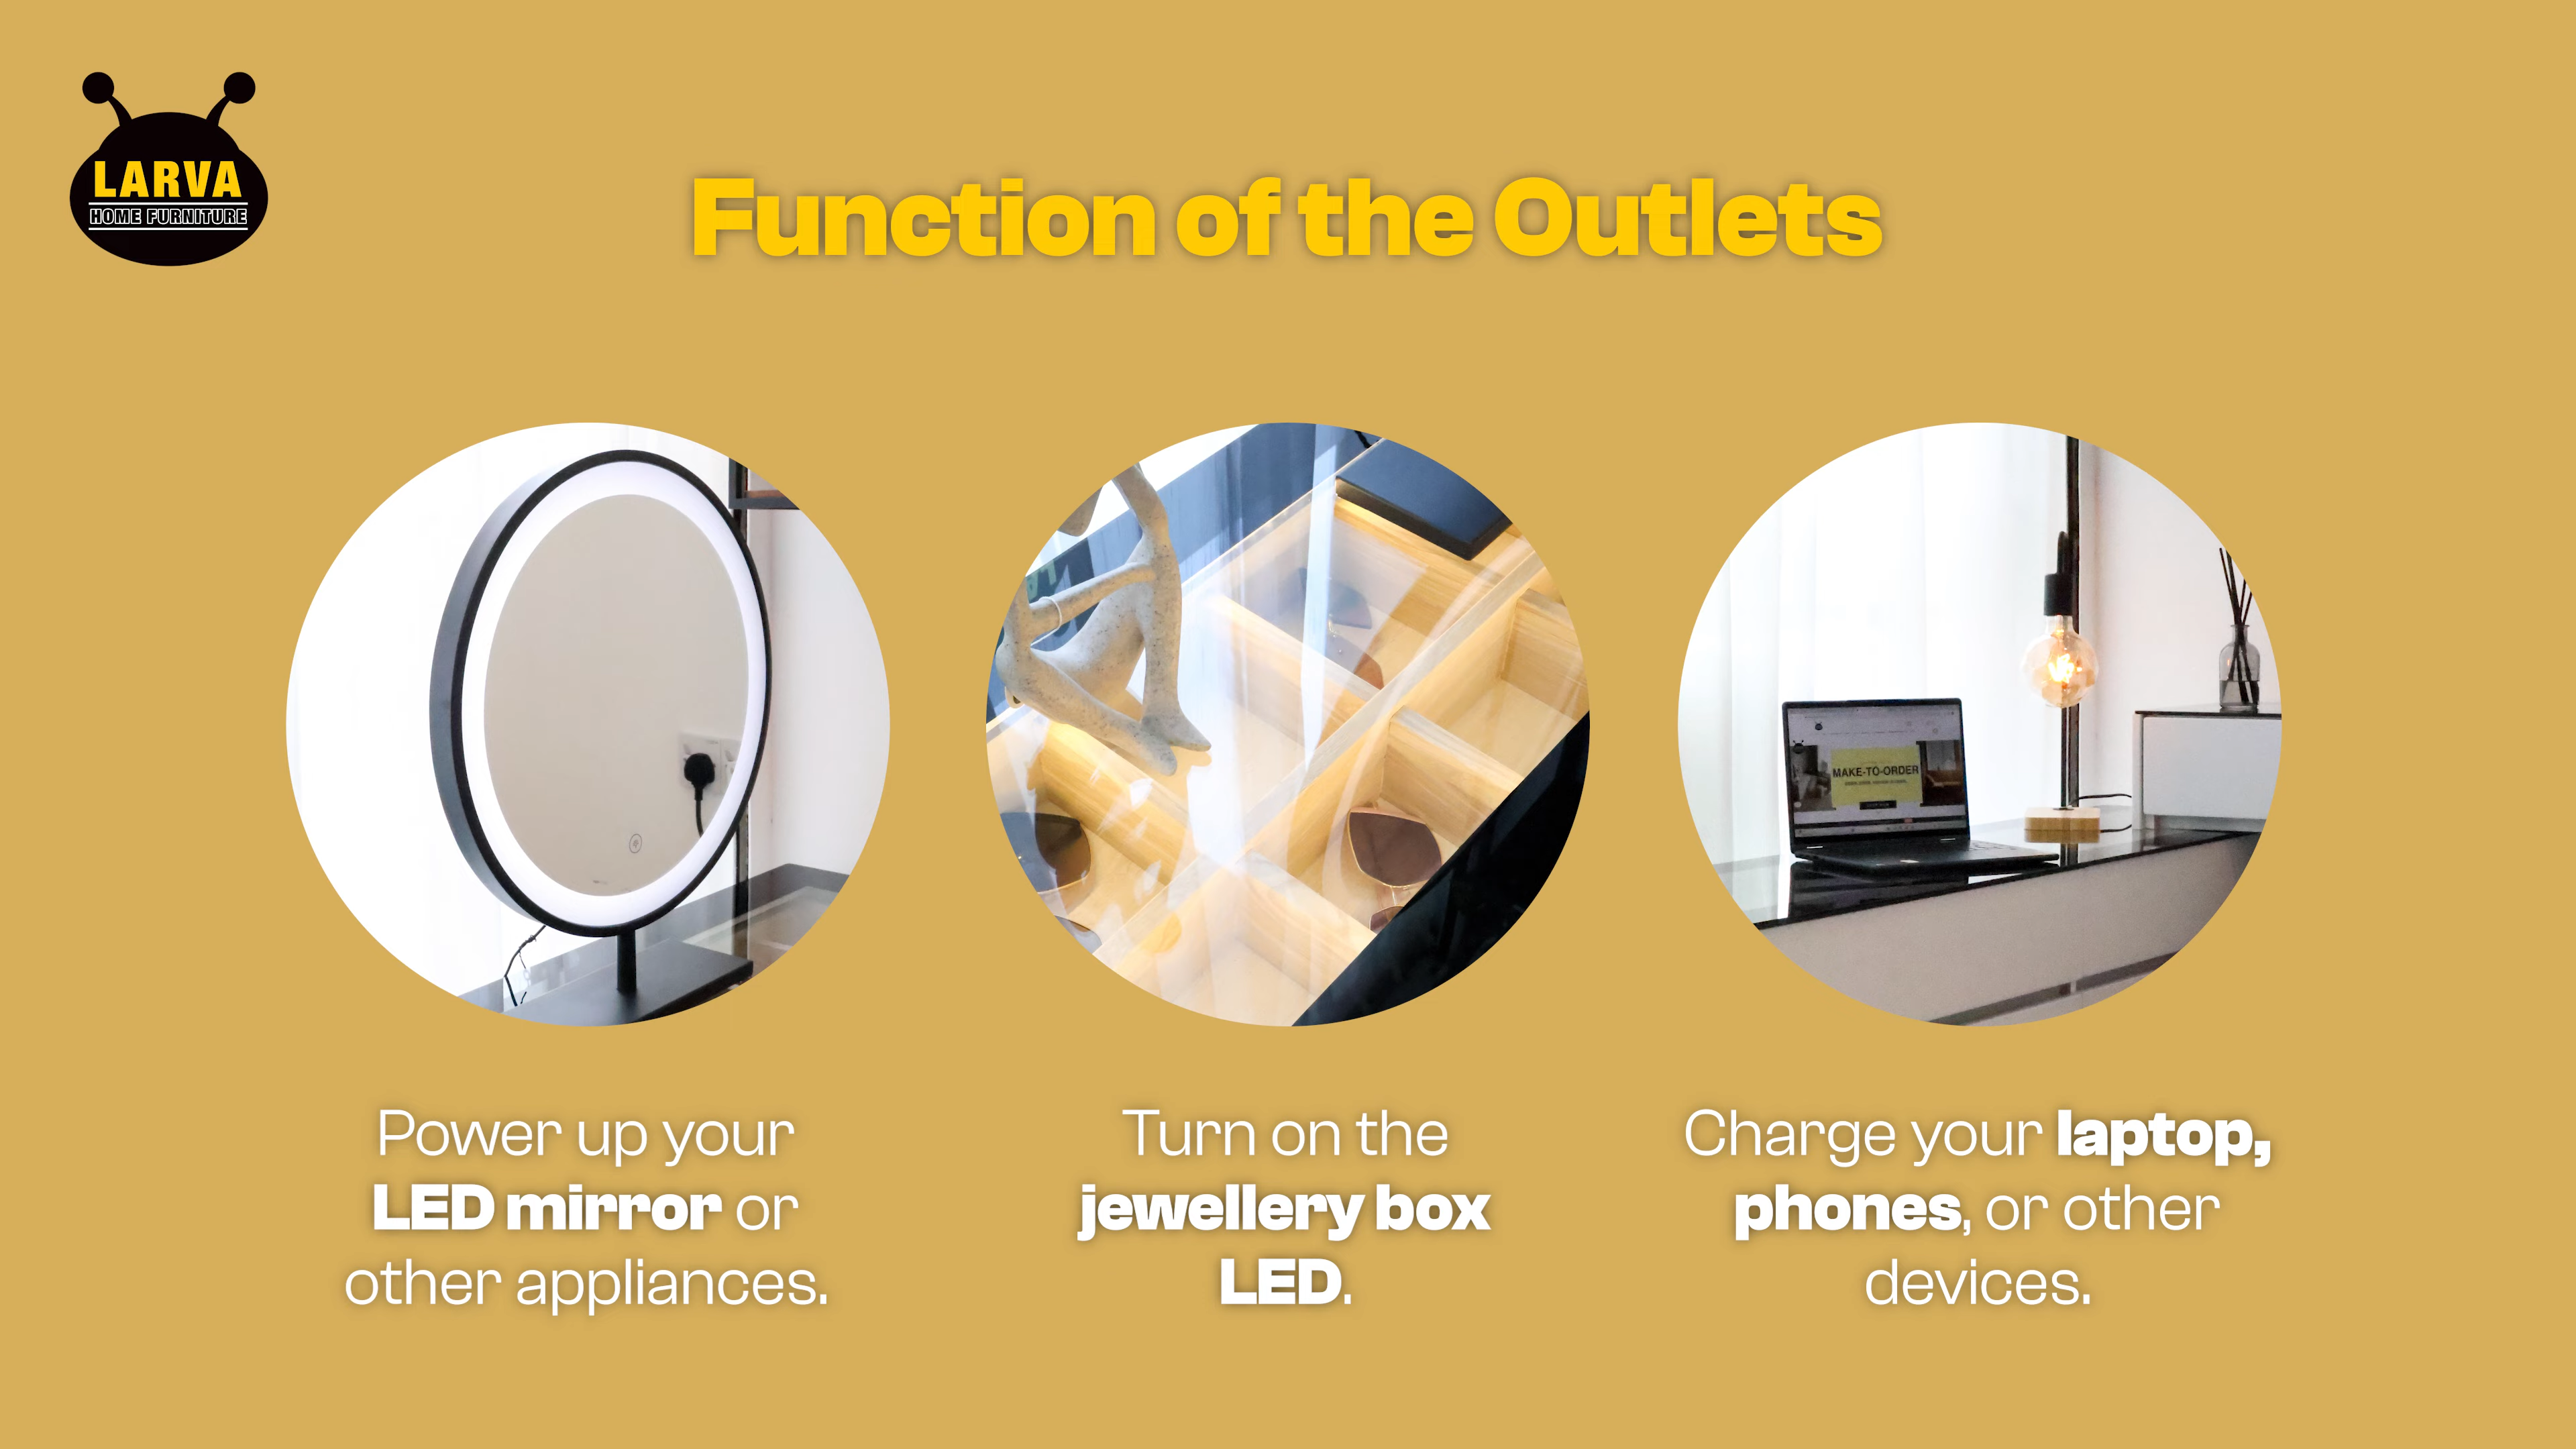 LARVA
HOME FURNITURE
Function of the Outlets
MAKE-TO-ORDER
Power up your
LED mirror or
other appliances.
Turn on the
jewellery box
LED.
Charge your laptop,
phones, or other
devices.